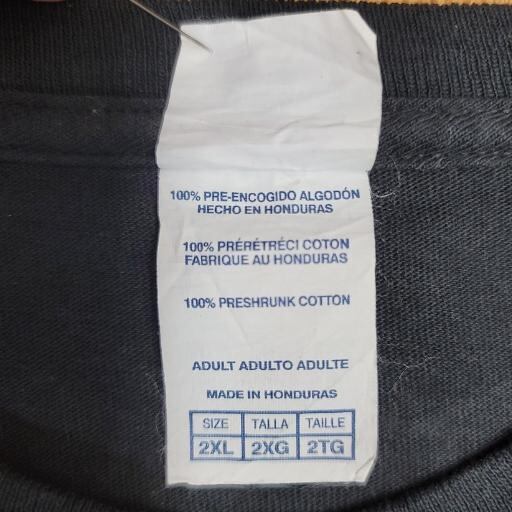 100% PRE-ENCOGIDO ALGODÓN
HECHO EN HONDURAS
100% PRÉRÉTRÉCI COTON
FABRIQUE AU HONDURAS
100% PRESHRUNK COTTON
ADULT ADULTO ADULTE
MADE IN HONDURAS
SIZE TALLA TAILLE
2XL 2XG 2TG